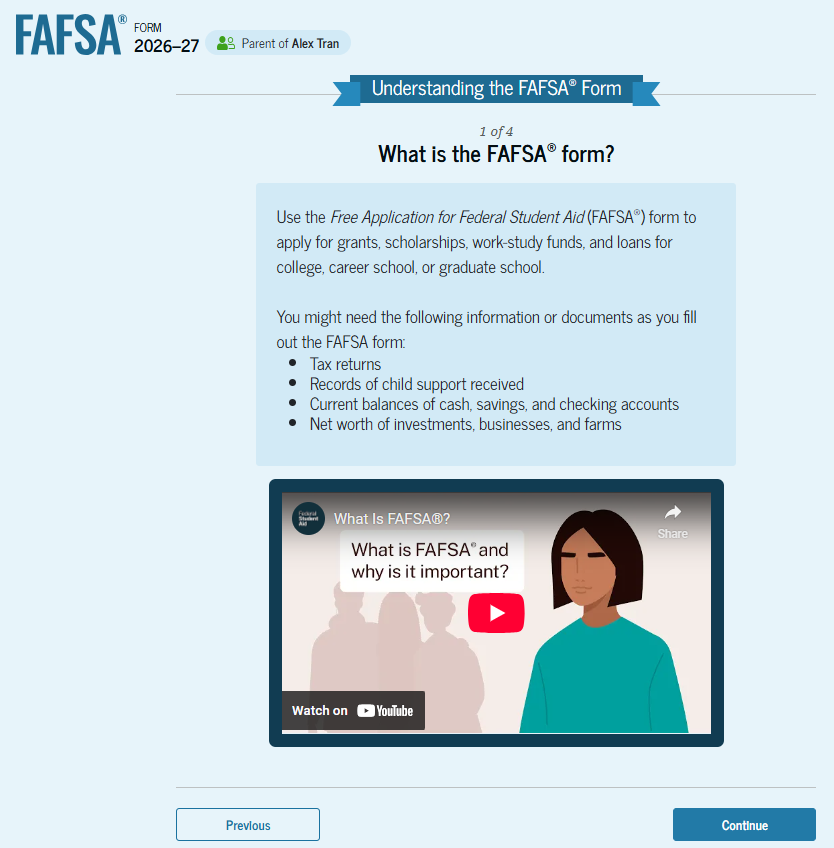 FAFSA® FORM
2026–27
Parent of Alex Tran
Understanding the FAFSA® Form
1 of 4
What is the FAFSA® form?
Use the Free Application for Federal Student Aid (FAFSA®) form to
apply for grants, scholarships, work-study funds, and loans for
college, career school, or graduate school.
You might need the following information or documents as you fill
out the FAFSA form:
• Tax returns
• Records of child support received
• Current balances of cash, savings, and checking accounts
• Net worth of investments, businesses, and farms
Federal
Student
Aid
What Is FAFSA®?
Share
What is FAFSA® and
why is it important?
Watch on YouTube
Previous
Continue